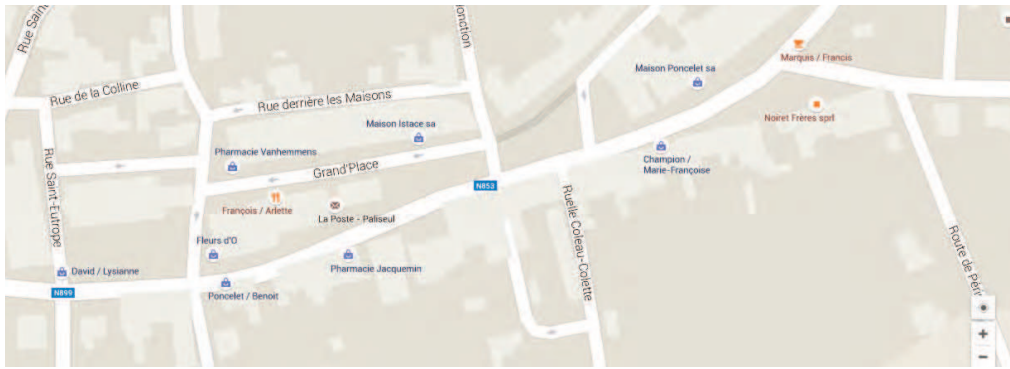 Rue Saint
Jonction
Marquis / Francis
Maison Poncelet sa
Rue de la Colline
Rue derrière les Maisons
Noiret Frères sprl
Maison Istace sa
Pharmacie Vanhemmens
Grand'Place
Champion /
Marie-Françoise
N853
Rue Saint-Eutrope
François / Arlette
La Poste - Paliseul
Ruelle Coleau-Colette
Fleurs d'O
Route de
David / Lysianne
Pharmacie Jacquemin
N899
Poncelet / Benoit
+
−